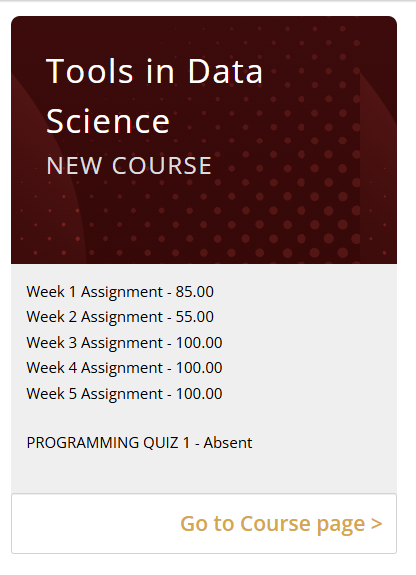 Tools in Data
Science
NEW COURSE
Week 1 Assignment - 85.00
Week 2 Assignment - 55.00
Week 3 Assignment - 100.00
Week 4 Assignment - 100.00
Week 5 Assignment - 100.00
PROGRAMMING QUIZ 1 - Absent
Go to Course page >